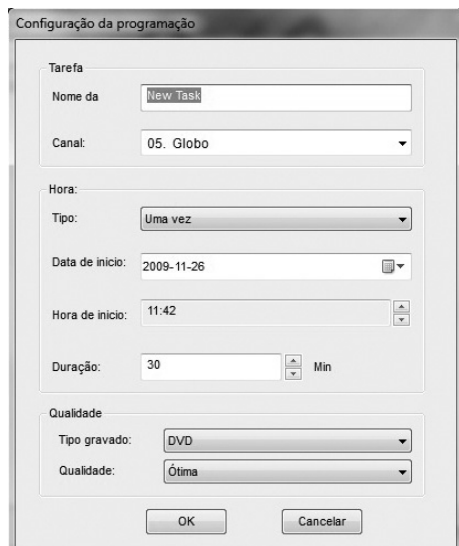 Configuração da programação
Tarefa
Nome da New Task
Canal: 05. Globo
Hora:
Tipo: Uma vez
Data de inicio: 2009-11-26
Hora de inicio: 11:42
Duração: 30 Min
Qualidade
Tipo gravado: DVD
Qualidade: Ótima
OK Cancelar